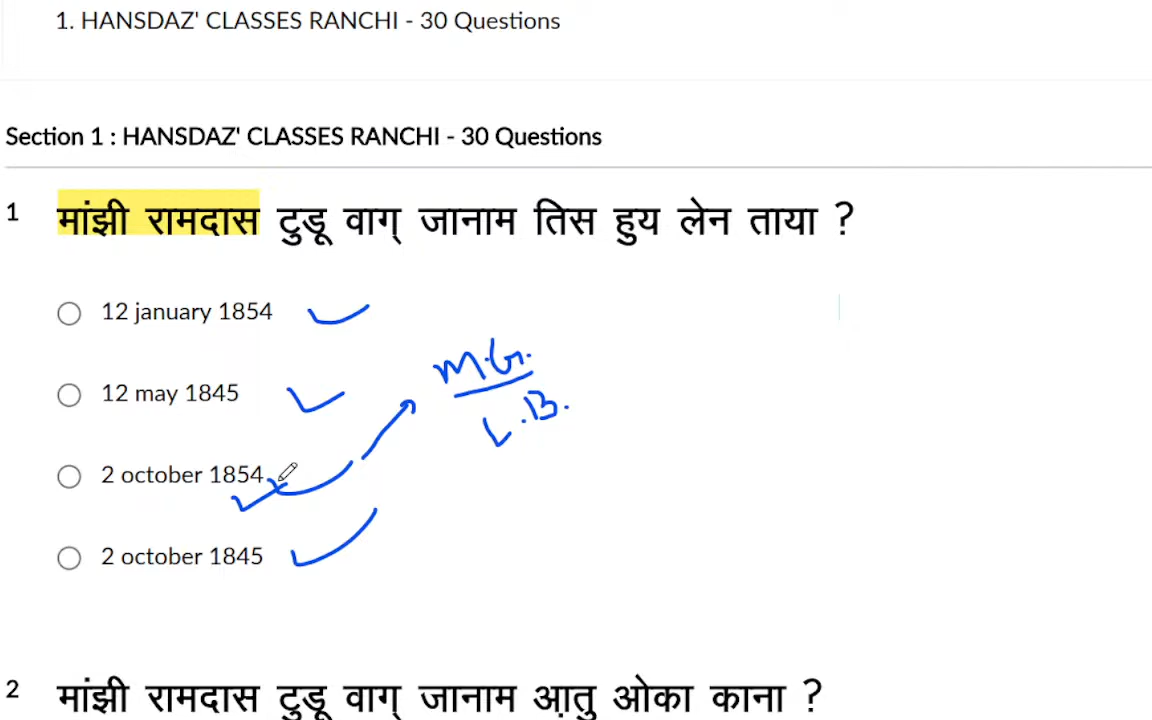 1. HANSDAZ' CLASSES RANCHI - 30 Questions
Section 1 : HANSDAZ' CLASSES RANCHI - 30 Questions
1 मांझी रामदास टुडू वाग् जानाम तिस हुय लेन ताया ?
12 january 1854
12 may 1845
M.G.
L.B.
2 october 1854
2 october 1845
2 मांझी रामदास टुडू वाग् जानाम आ़तु ओका काना ?